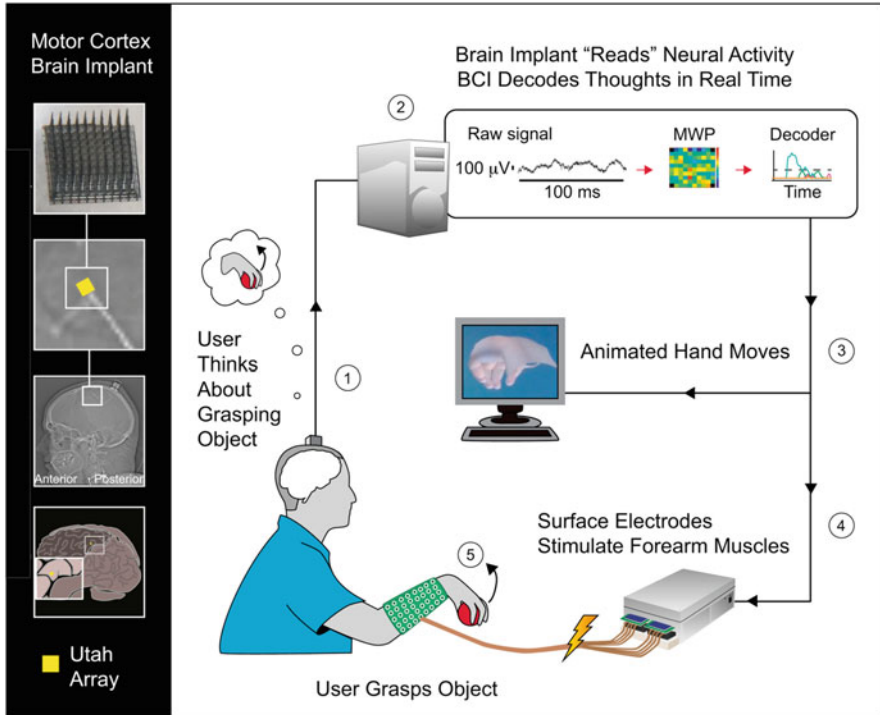 Motor Cortex
Brain Implant
Anterior
Posterior
Utah
Array
Brain Implant “Reads” Neural Activity
BCI Decodes Thoughts in Real Time
2
Raw signal
MWP
Decoder
100 μV
100 ms
Time
User
Thinks
About
Grasping
Object
1
Animated Hand Moves
3
Surface Electrodes
Stimulate Forearm Muscles
4
5
User Grasps Object